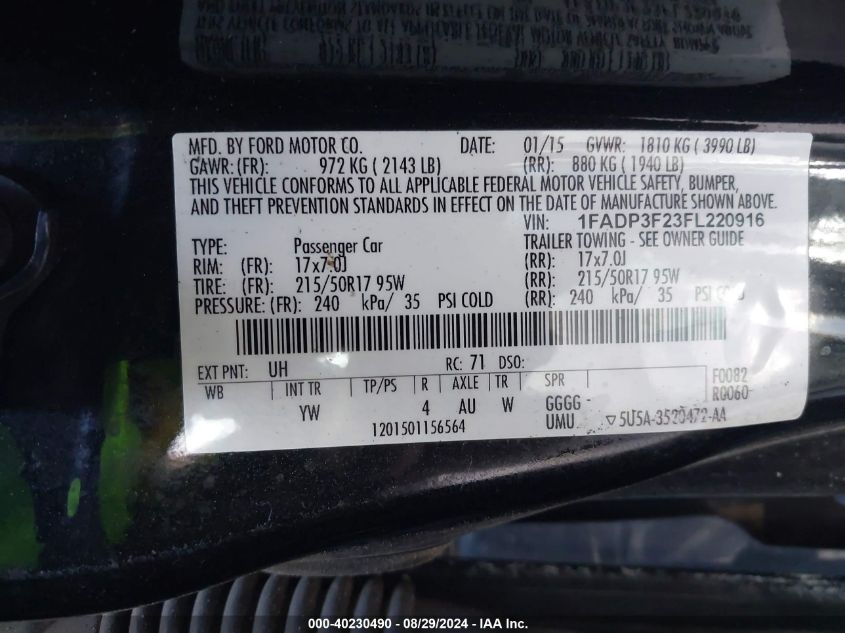 MFD. BY FORD MOTOR CO. DATE: 01/15 GVWR: 1810 KG ( 3990 LB)
GAWR:(FR): 972 KG ( 2143 LB) (RR): 880 KG ( 1940 LB)
THIS VEHICLE CONFORMS TO ALL APPLICABLE FEDERAL MOTOR VEHICLE SAFETY, BUMPER,
AND THEFT PREVENTION STANDARDS IN EFFECT ON THE DATE OF MANUFACTURE SHOWN ABOVE.
VIN: 1FADP3F23FL220916
TYPE: Passenger Car TRAILER TOWING - SEE OWNER GUIDE
RIM: (FR): 17x7.0J (RR): 17x7.0J
TIRE: (FR): 215/50R17 95W (RR): 215/50R17 95W
PRESSURE: (FR): 240 kPa/ 35 PSI COLD (RR): 240 kPa/ 35 PSI COLD
EXT PNT: UH RC: 71 DSO:
WB INT TR TP/PS R AXLE TR SPR F0082
YW 4 AU W GGGG - R0060-
1201501156564 UMU ▽5U5A-3520472-AA
000-40230490 - 08/29/2024 - IAA Inc.